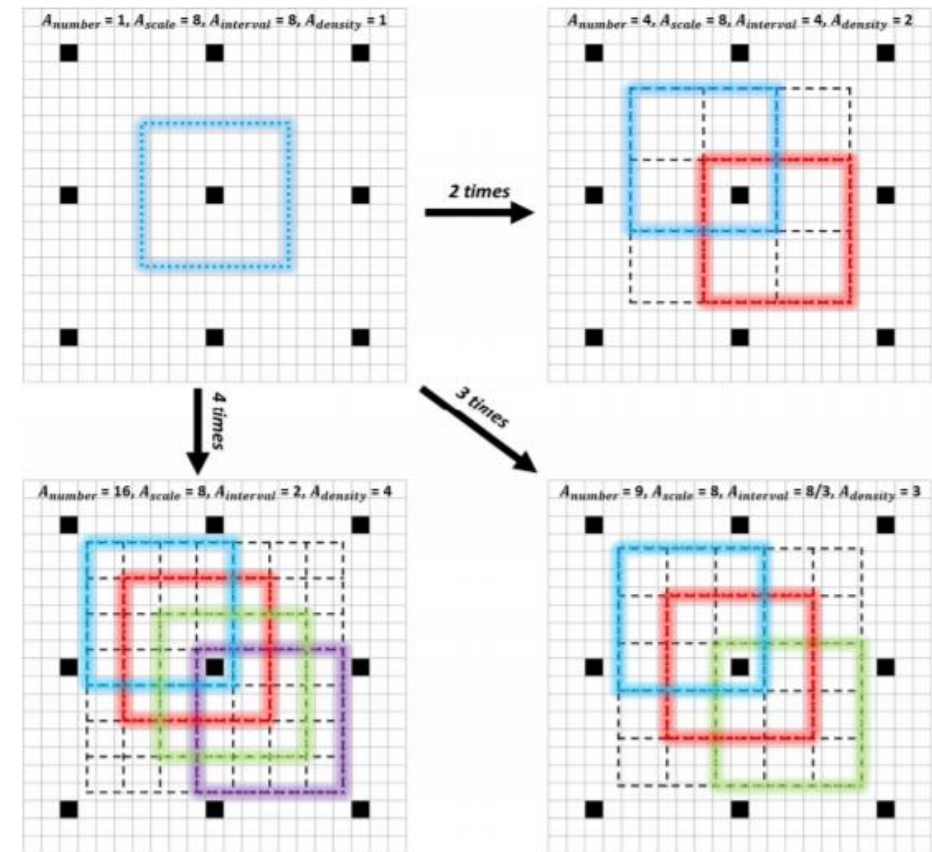 A_number = 1, A_scale = 8, A_interval = 8, A_density = 1
A_number = 4, A_scale = 8, A_interval = 4, A_density = 2
2 times
4 times
3 times
A_number = 16, A_scale = 8, A_interval = 2, A_density = 4
A_number = 9, A_scale = 8, A_interval = 8/3, A_density = 3